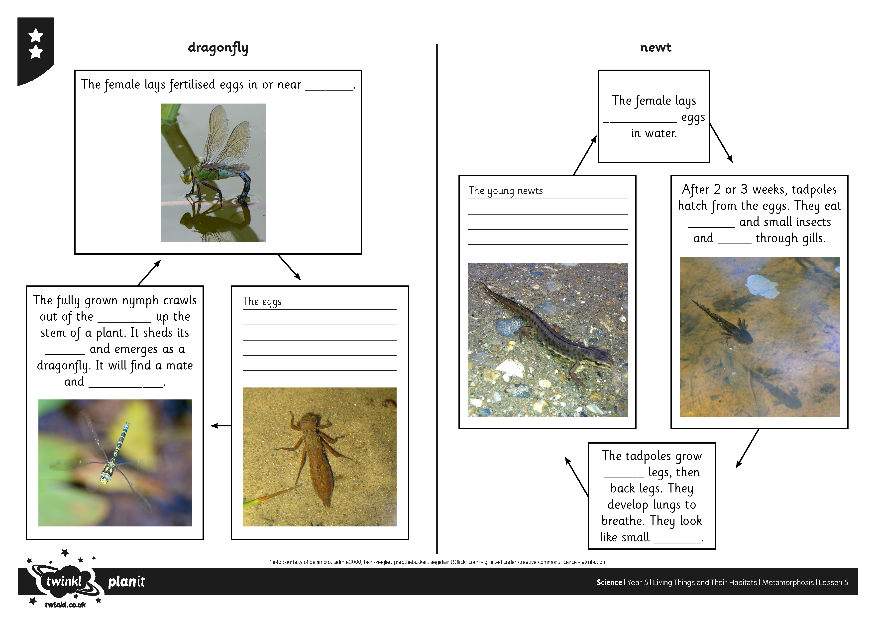 dragonfly
The female lays fertilised eggs in or near ________.
The eggs
The fully grown nymph crawls
out of the ________ up the
stem of a plant. It sheds its
______ and emerges as a
dragonfly. It will find a mate
and ___________.
newt
The female lays
___________ eggs
in water.
After 2 or 3 weeks, tadpoles
hatch from the eggs. They eat
_______ and small insects
and _____ through gills.
The tadpoles grow
______ legs, then
back legs. They
develop lungs to
breathe. They look
like small _______.
The young newts
twinkl
twinkl.co.uk
planit
Science | Year 5 | Living Things and Their Habitats | Metamorphosis | Lesson 5